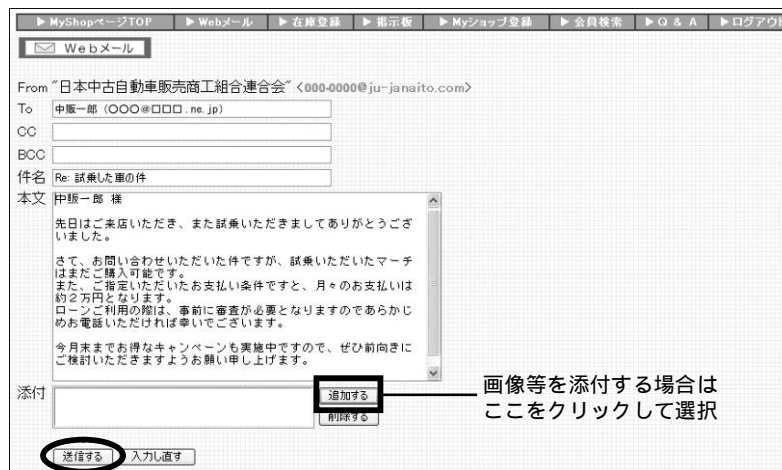 ▶MyShopページTOP ▶Webメール ▶在庫登録 ▶掲示板 ▶Myショップ登録 ▶会員検索 ▶Q & A ▶ログアウ
Webメール
From "日本中古自動車販売商工組合連合会" <000-0000@ju-janaito.com>
To 中販一郎 (〇〇〇@□□□.ne.jp)
CC
BCC
件名 Re: 試乗した車の件
本文 中販一郎 様
先日はご来店いただき、また試乗いただきましてありがとうござ
いました。
さて、お問い合わせいただいた件ですが、試乗いただいたマーチ
はまだご購入可能です。
また、ご指定いただいたお支払い条件ですと、月々のお支払いは
約2万円となります。
ローンご利用の際は、事前に審査が必要となりますのであらかじ
めお電話いただければ幸いでございます。
今月末までお得なキャンペーンも実施中ですので、ぜひ前向きに
ご検討いただきますようお願い申し上げます。
添付 追加する
削除する
画像等を添付する場合は
ここをクリックして選択
送信する 入力し直す